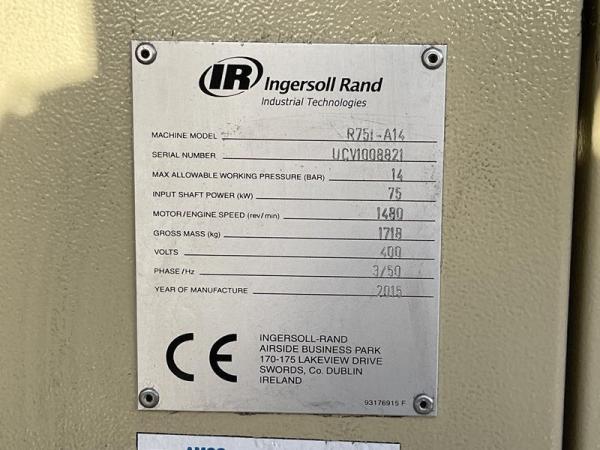 IR Ingersoll Rand
Industrial Technologies
MACHINE MODEL R75I-A14
SERIAL NUMBER UCV1008821
MAX ALLOWABLE WORKING PRESSURE (BAR) 14
INPUT SHAFT POWER (kW) 75
MOTOR/ENGINE SPEED (rev/min) 1480
GROSS MASS (kg) 1718
VOLTS 400
PHASE/Hz 3/50
YEAR OF MANUFACTURE 2015
CE
INGERSOLL-RAND
AIRSIDE BUSINESS PARK
170-175 LAKEVIEW DRIVE
SWORDS, Co. DUBLIN
IRELAND
93176915 F